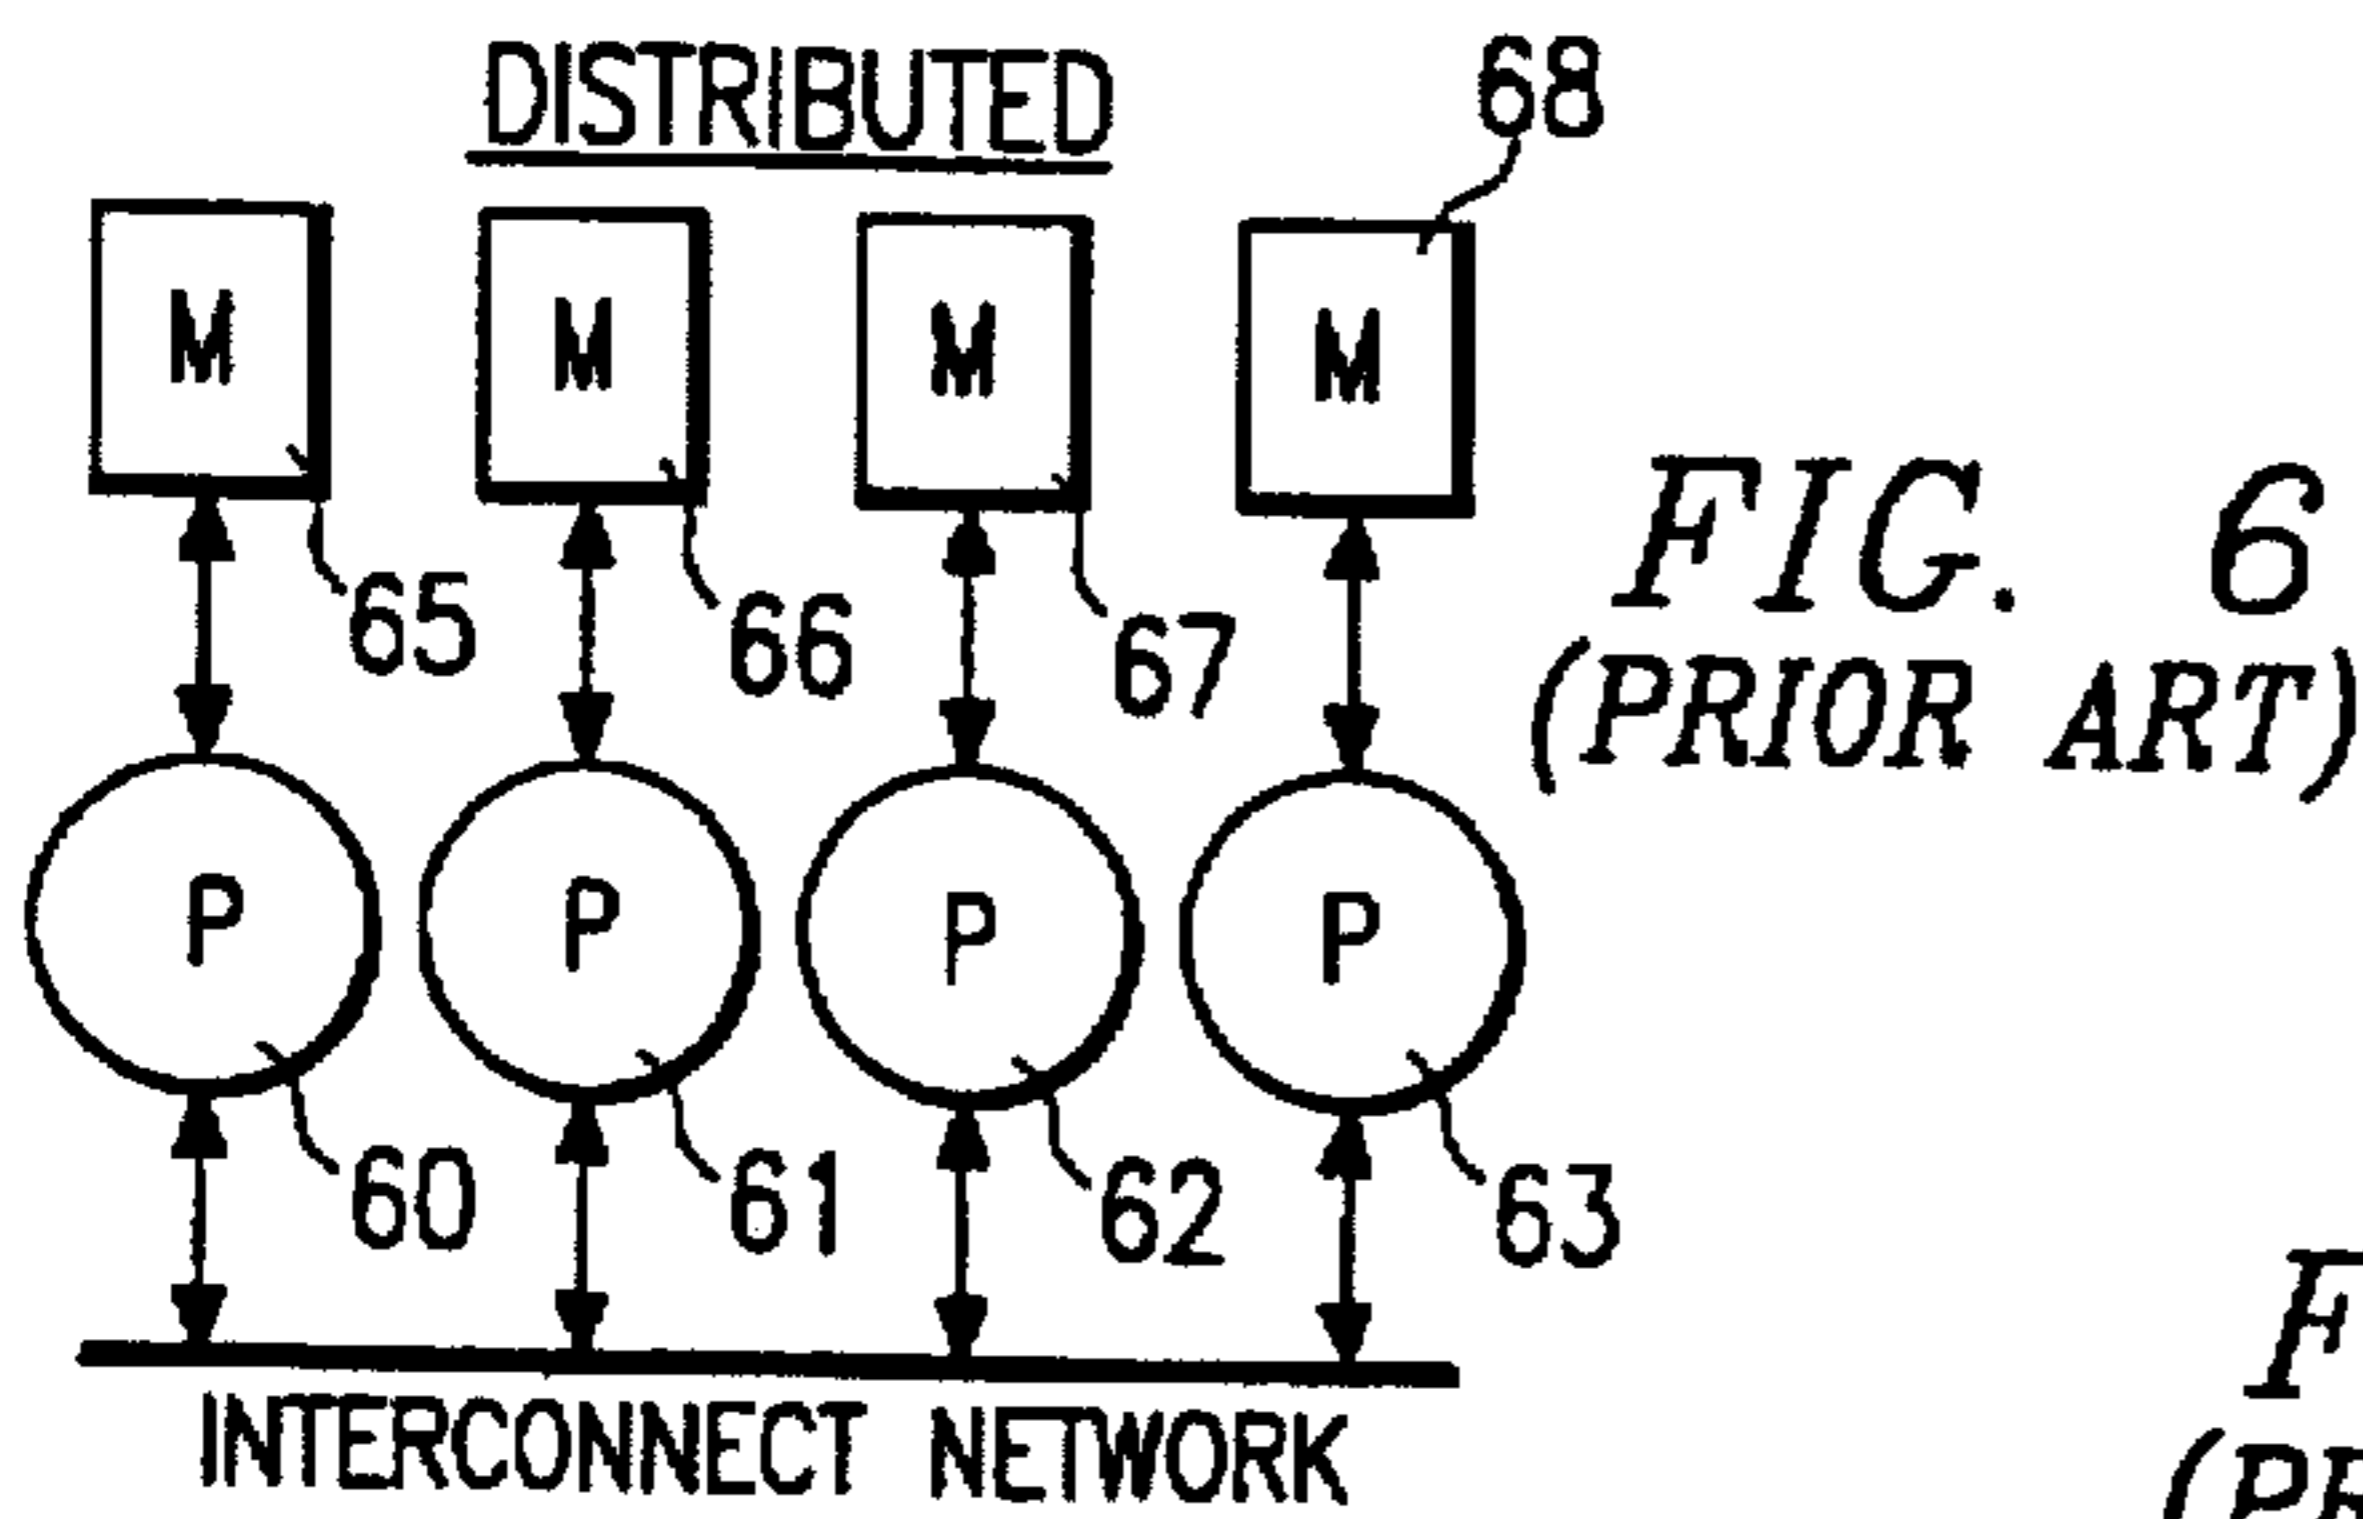 DISTRIBUTED
68
M M M M
65 66 67
FIG. 6
(PRIOR ART)
P P P P
60 61 62 63
INTERCONNECT NETWORK